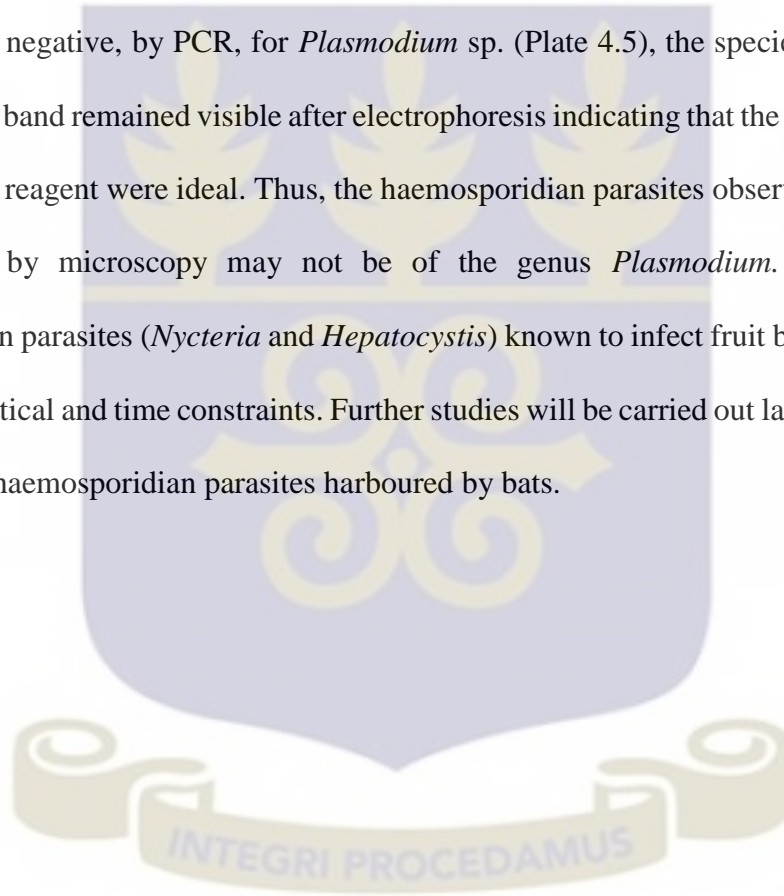 negative, by PCR, for Plasmodium sp. (Plate 4.5), the speci
band remained visible after electrophoresis indicating that the
reagent were ideal. Thus, the haemosporidian parasites obser
by microscopy may not be of the genus Plasmodium.
n parasites (Nycteria and Hepatocystis) known to infect fruit b
tical and time constraints. Further studies will be carried out la
haemosporidian parasites harboured by bats.
INTEGRI PROCEDAMUS